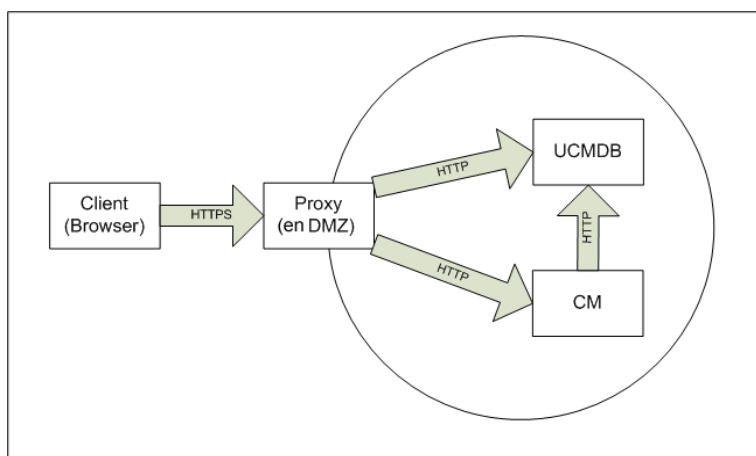 Client
(Browser)
HTTPS
Proxy
(en DMZ)
HTTP
UCMDB
HTTP
HTTP
CM